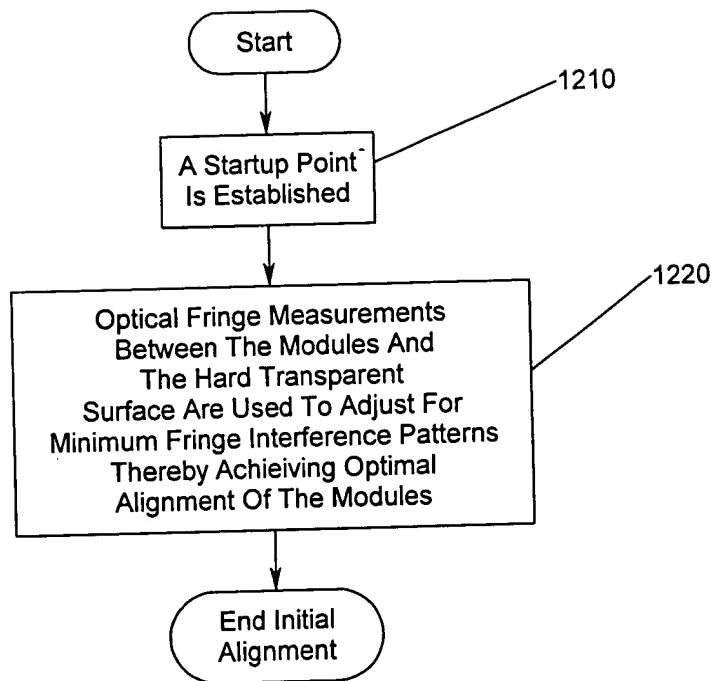 Start
1210
A Startup Point
Is Established
1220
Optical Fringe Measurements
Between The Modules And
The Hard Transparent
Surface Are Used To Adjust For
Minimum Fringe Interference Patterns
Thereby Achieiving Optimal
Alignment Of The Modules
End Initial
Alignment